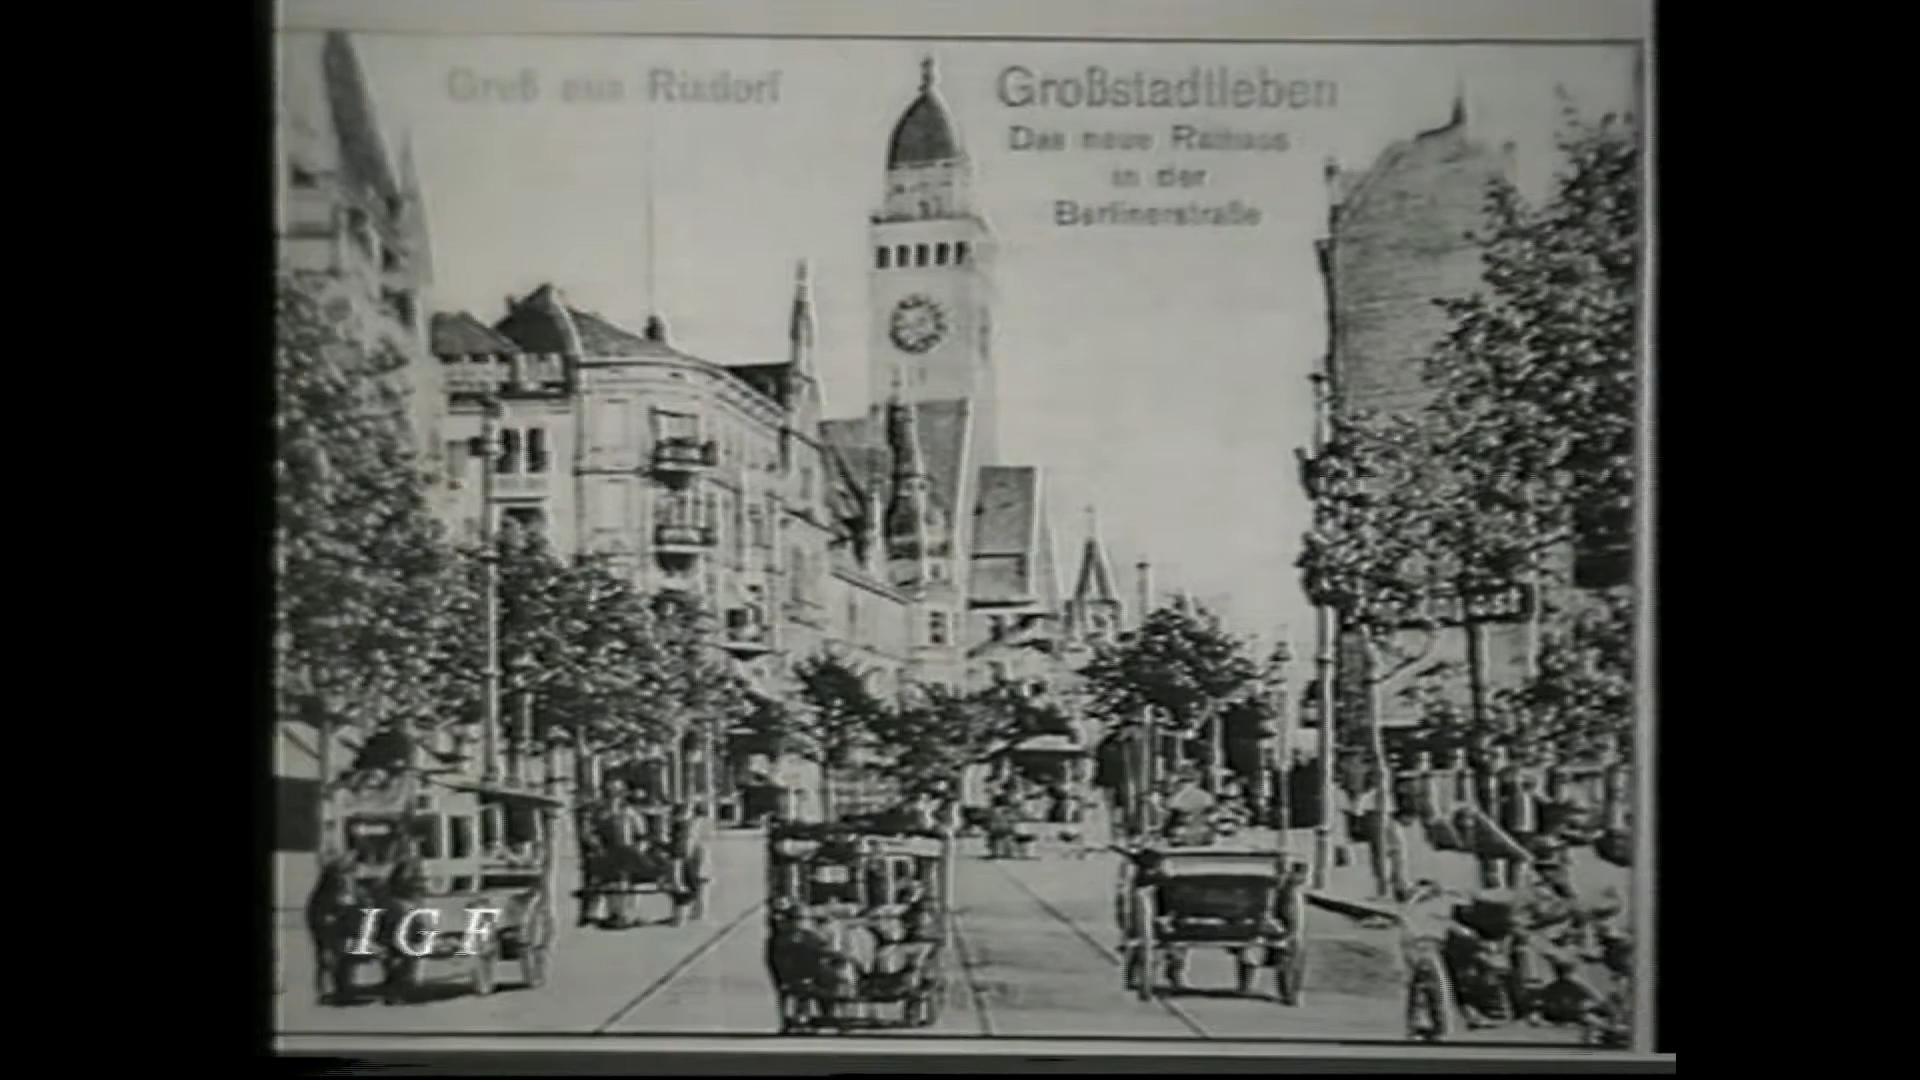 Gruß aus Rixdorf
Großstadtleben
Das neue Rathaus
in der
Berlinerstraße
IGF